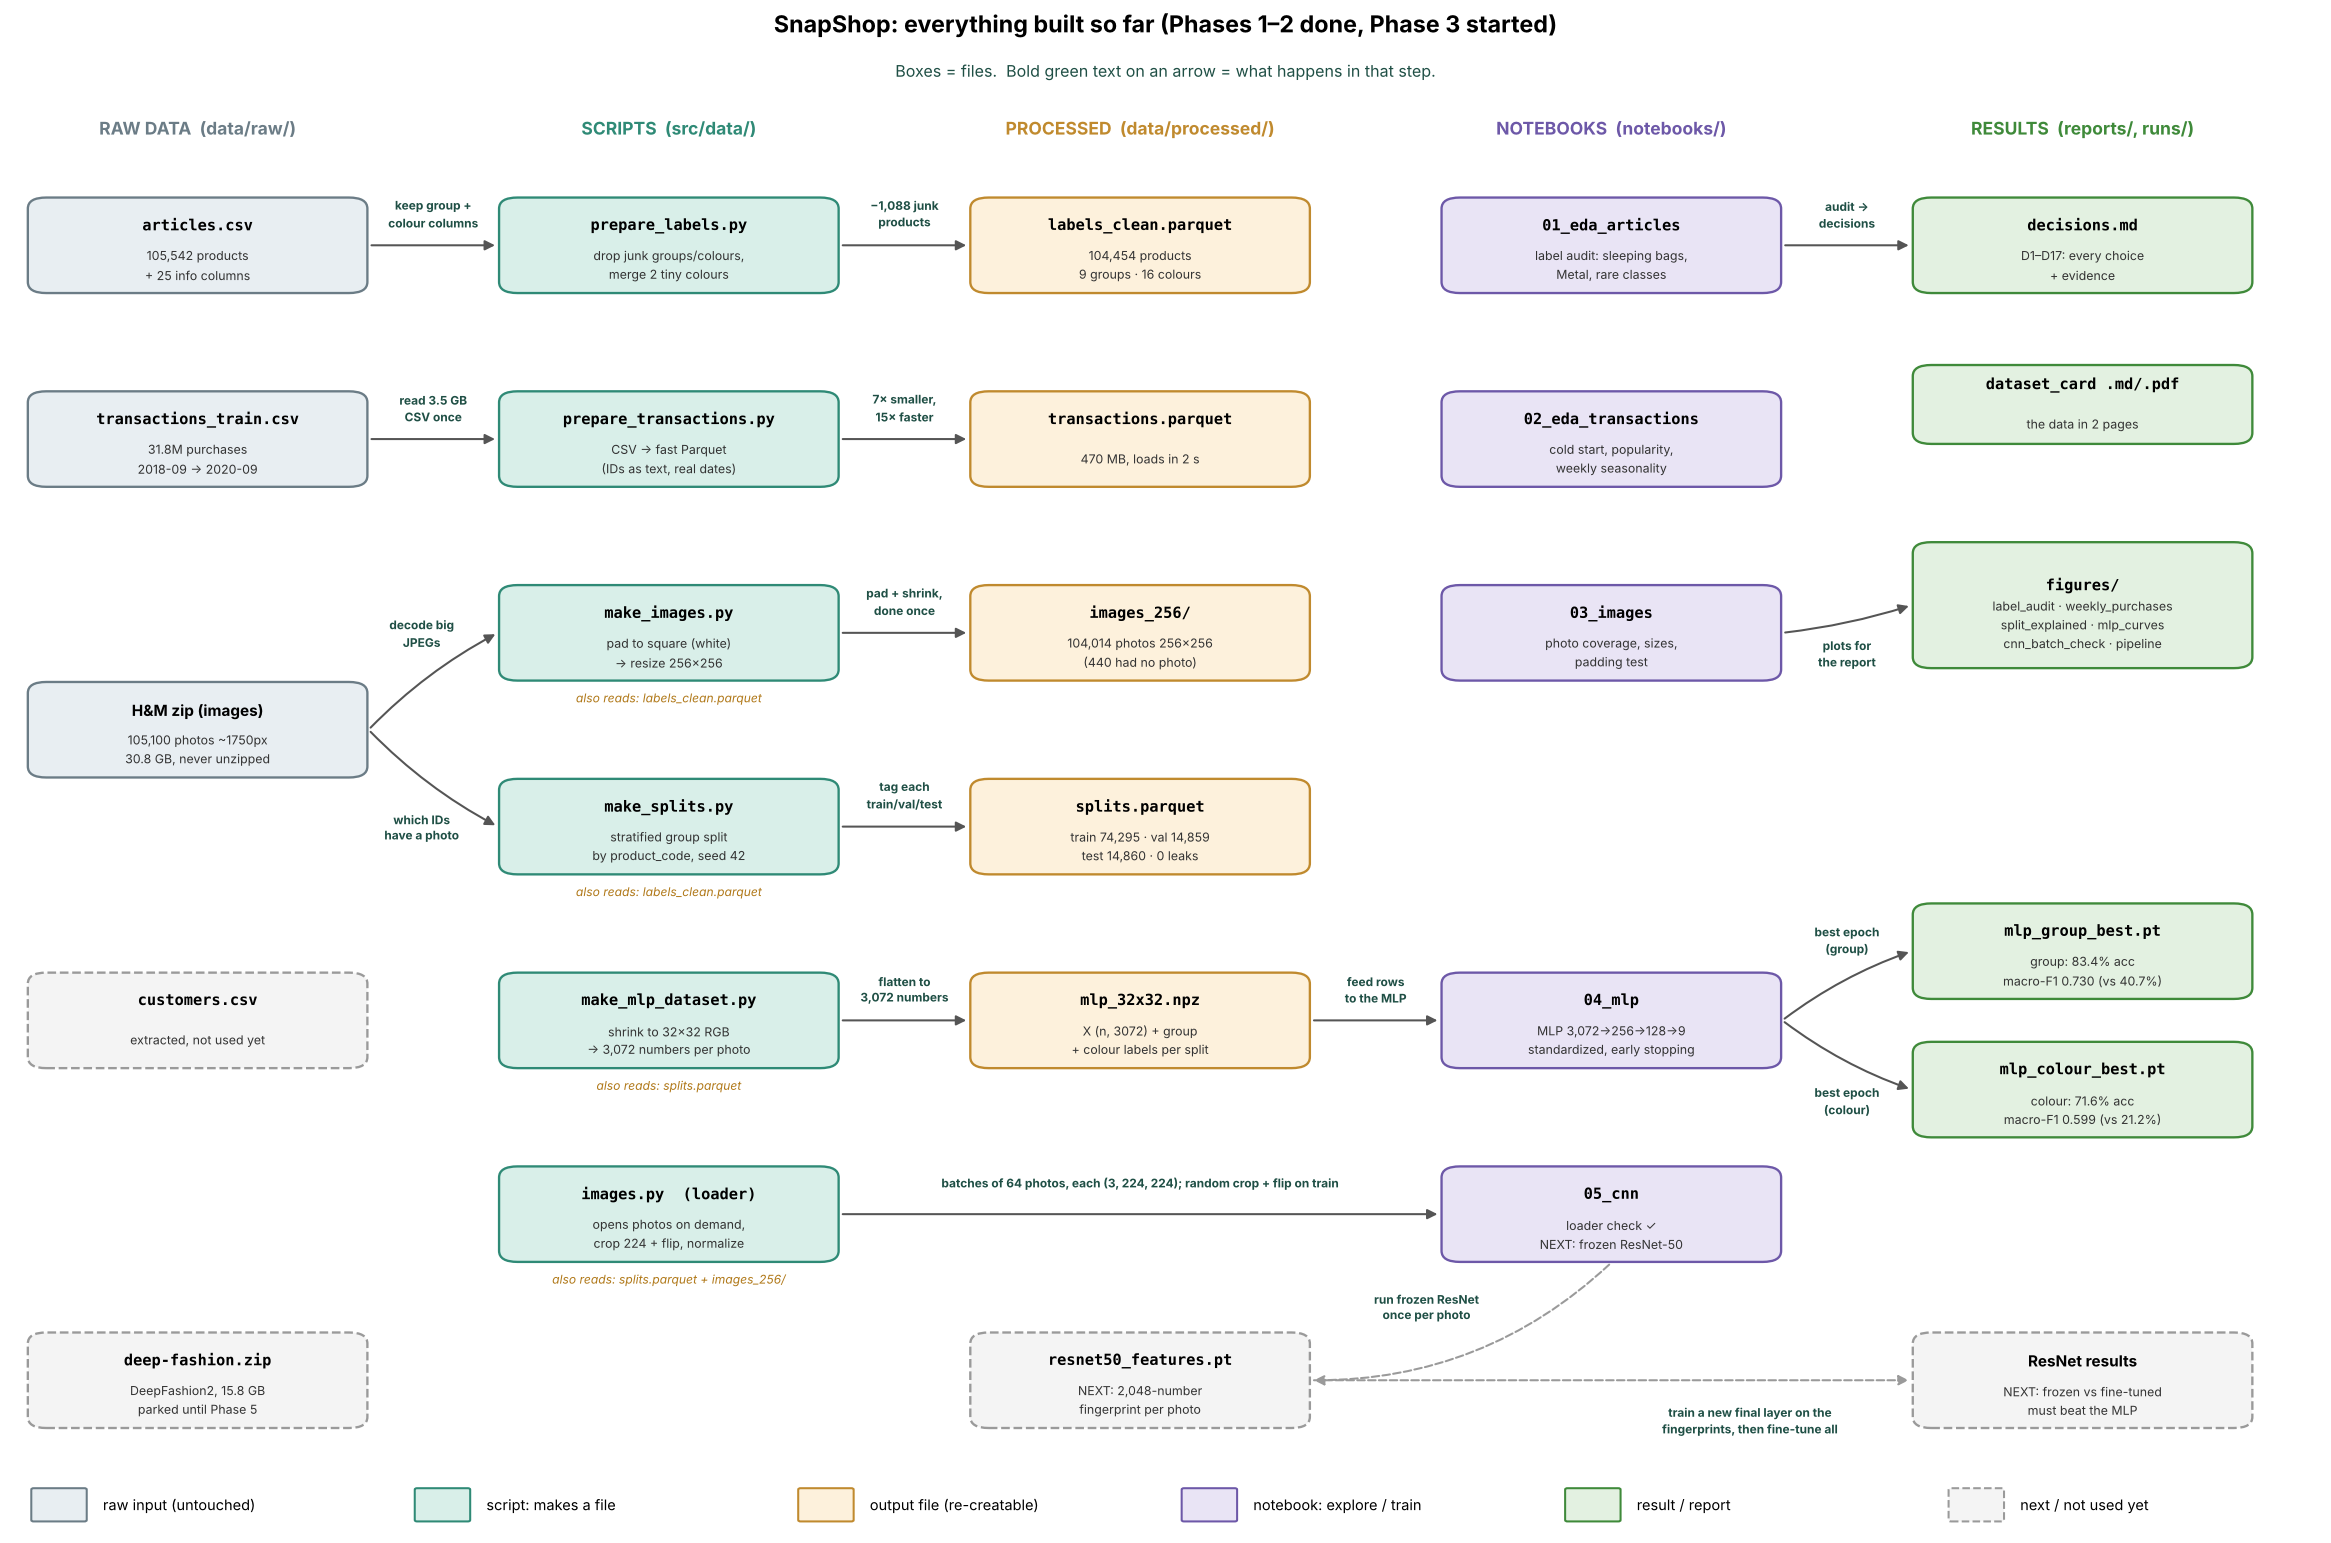 SnapShop: everything built so far (Phases 1–2 done, Phase 3 started)
Boxes = files.  Bold green text on an arrow = what happens in that step.
RAW DATA  (data/raw/)
SCRIPTS  (src/data/)
PROCESSED  (data/processed/)
NOTEBOOKS  (notebooks/)
RESULTS  (reports/, runs/)
articles.csv
105,542 products
+ 25 info columns
keep group +
colour columns
prepare_labels.py
drop junk groups/colours,
merge 2 tiny colours
−1,088 junk
products
labels_clean.parquet
104,454 products
9 groups · 16 colours
01_eda_articles
label audit: sleeping bags,
Metal, rare classes
audit →
decisions
decisions.md
D1–D17: every choice
+ evidence
transactions_train.csv
31.8M purchases
2018-09 → 2020-09
read 3.5 GB
CSV once
prepare_transactions.py
CSV → fast Parquet
(IDs as text, real dates)
7× smaller,
15× faster
transactions.parquet
470 MB, loads in 2 s
02_eda_transactions
cold start, popularity,
weekly seasonality
dataset_card .md/.pdf
the data in 2 pages
H&M zip (images)
105,100 photos ~1750px
30.8 GB, never unzipped
decode big
JPEGs
which IDs
have a photo
make_images.py
pad to square (white)
→ resize 256×256
also reads: labels_clean.parquet
pad + shrink,
done once
images_256/
104,014 photos 256×256
(440 had no photo)
03_images
photo coverage, sizes,
padding test
plots for
the report
figures/
label_audit · weekly_purchases
split_explained · mlp_curves
cnn_batch_check · pipeline
make_splits.py
stratified group split
by product_code, seed 42
also reads: labels_clean.parquet
tag each
train/val/test
splits.parquet
train 74,295 · val 14,859
test 14,860 · 0 leaks
customers.csv
extracted, not used yet
make_mlp_dataset.py
shrink to 32×32 RGB
→ 3,072 numbers per photo
also reads: splits.parquet
flatten to
3,072 numbers
mlp_32x32.npz
X (n, 3072) + group
+ colour labels per split
feed rows
to the MLP
04_mlp
MLP 3,072→256→128→9
standardized, early stopping
best epoch
(group)
mlp_group_best.pt
group: 83.4% acc
macro-F1 0.730 (vs 40.7%)
best epoch
(colour)
mlp_colour_best.pt
colour: 71.6% acc
macro-F1 0.599 (vs 21.2%)
images.py  (loader)
opens photos on demand,
crop 224 + flip, normalize
also reads: splits.parquet + images_256/
batches of 64 photos, each (3, 224, 224); random crop + flip on train
05_cnn
loader check ✓
NEXT: frozen ResNet-50
run frozen ResNet
once per photo
deep-fashion.zip
DeepFashion2, 15.8 GB
parked until Phase 5
resnet50_features.pt
NEXT: 2,048-number
fingerprint per photo
train a new final layer on the
fingerprints, then fine-tune all
ResNet results
NEXT: frozen vs fine-tuned
must beat the MLP
raw input (untouched)
script: makes a file
output file (re-creatable)
notebook: explore / train
result / report
next / not used yet